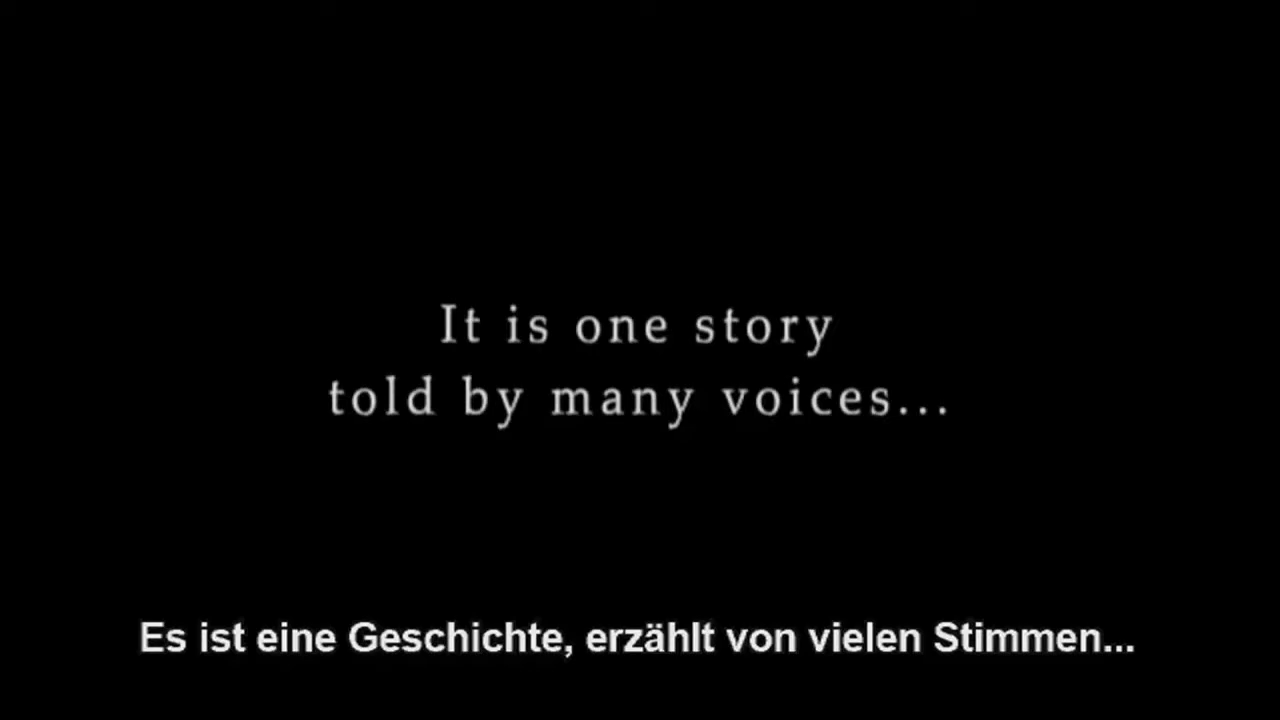 It is one story
told by many voices...
Es ist eine Geschichte, erzählt von vielen Stimmen...